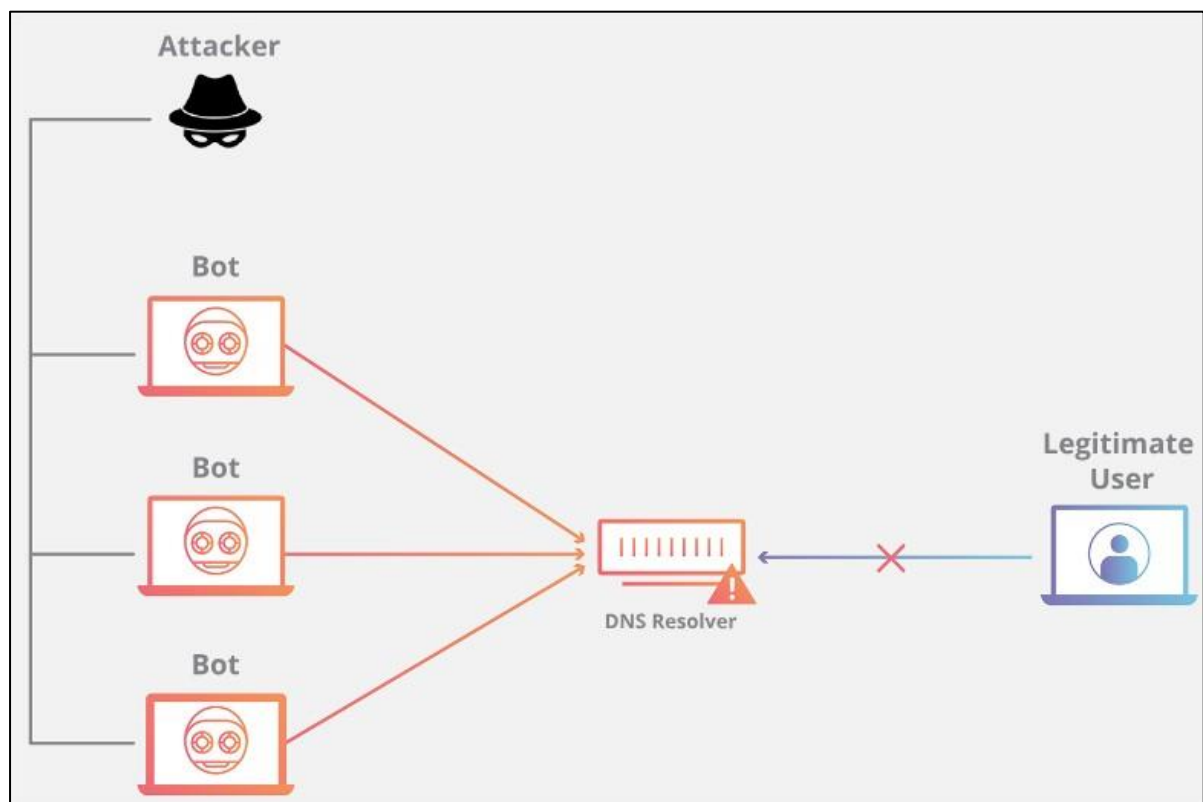 Attacker
Bot
Bot
Legitimate
User
DNS Resolver
Bot